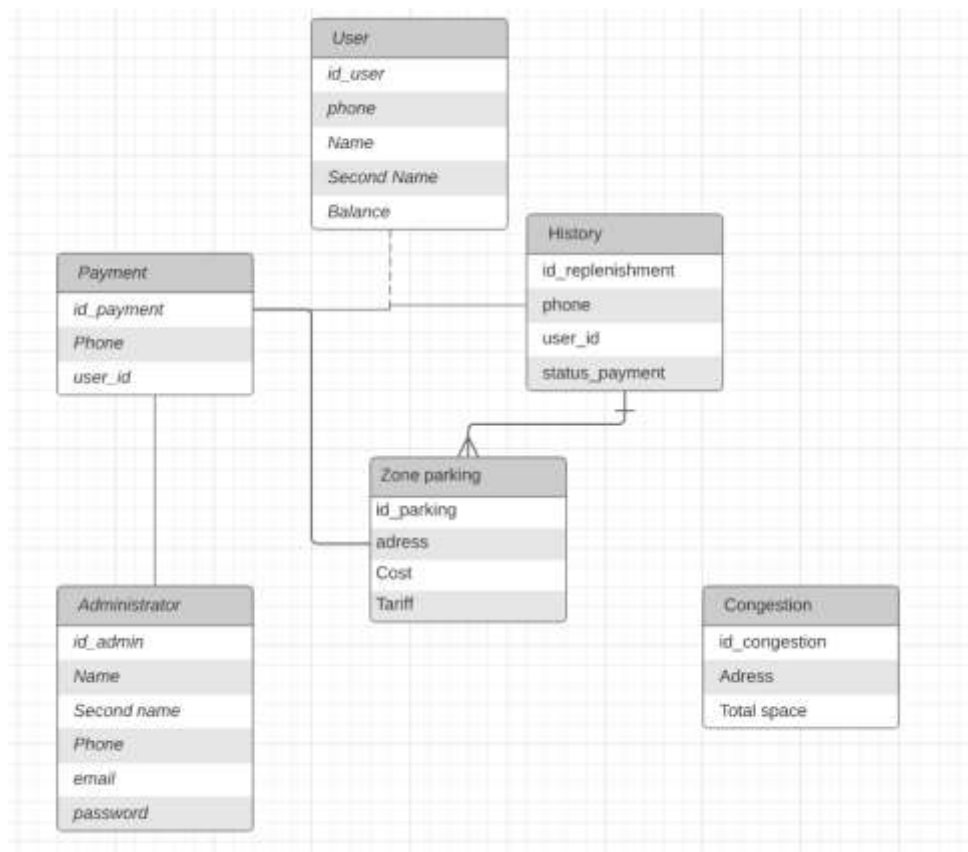 User
id_user
phone
Name
Second Name
Balance
History
id_replenishment
phone
user_id
status_payment
Payment
id_payment
Phone
user_id
Zone parking
id_parking
adress
Cost
Tariff
Administrator
id_admin
Name
Second name
Phone
email
password
Congestion
id_congestion
Adress
Total space